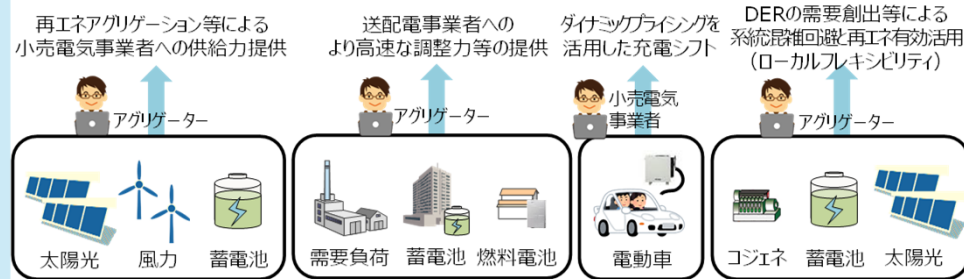 再エネアグリゲーション等による
小売電気事業者への供給力提供
アグリゲーター
太陽光
風力
蓄電池
送配電事業者への
より高速な調整力等の提供
アグリゲーター
需要負荷
蓄電池
燃料電池
ダイナミックプライシングを
活用した充電シフト
小売電気
事業者
電動車
DERの需要創出等による
系統混雑回避と再エネ有効活用
(ローカルフレキシビリティ)
アグリゲーター
コジェネ
蓄電池
太陽光